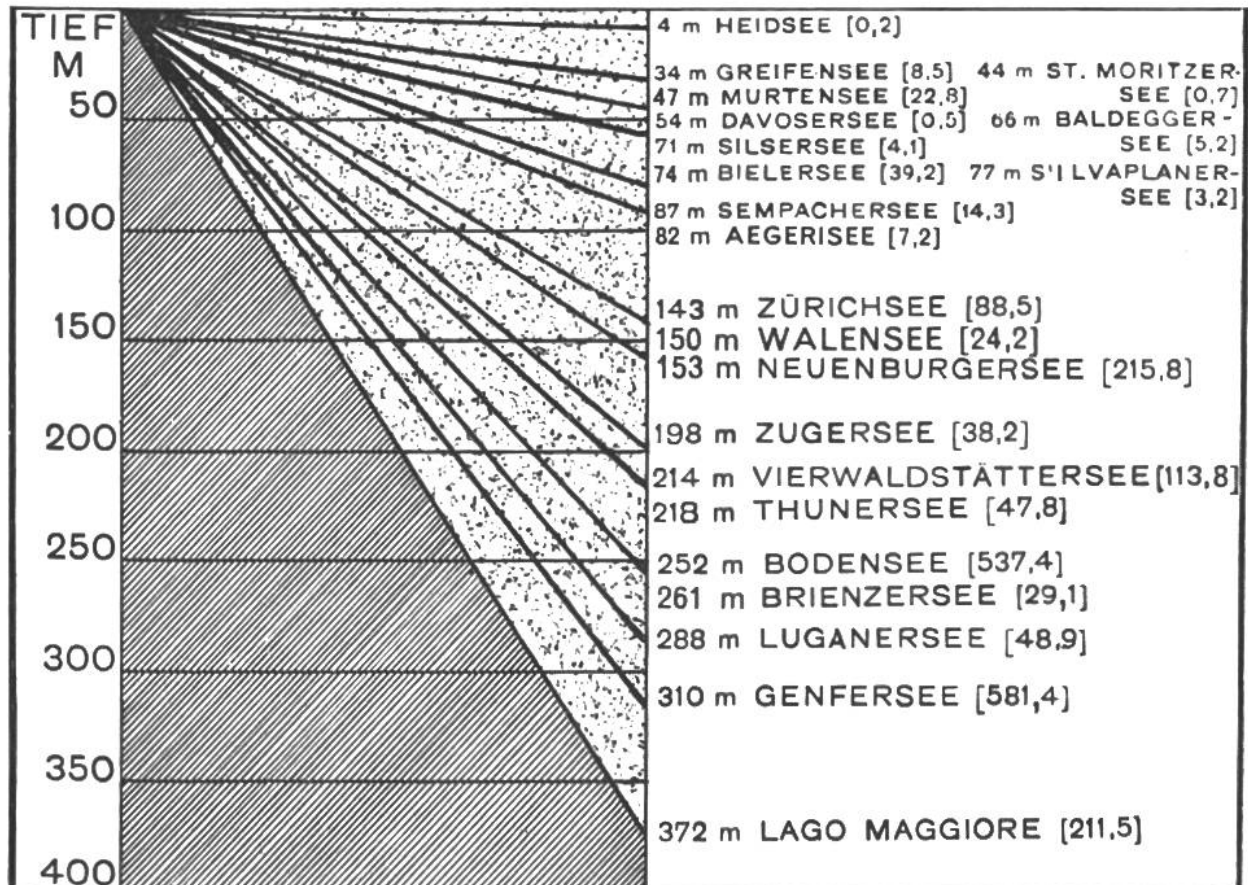 TIEF
M
50
100
150
200
250
300
350
400
4 m HEIDSEE [0,2]
34 m GREIFENSEE [8,5] 44 m ST. MORITZER-
47 m MURTENSEE [22,8] SEE [0,7]
54 m DAVOSERSEE [0,5] 66 m BALDEGGER-
71 m SILSERSEE [4,1] SEE [5,2]
74 m BIELERSEE [39,2] 77 m SILVAPLANER-
87 m SEMPACHERSEE [14,3] SEE [3,2]
82 m AEGERISEE [7,2]
143 m ZÜRICHSEE [88,5]
150 m WALENSEE [24,2]
153 m NEUENBURGERSEE [215,8]
198 m ZUGERSEE [38,2]
214 m VIERWALDSTÄTTERSEE [113,8]
218 m THUNERSEE [47,8]
252 m BODENSEE [537,4]
261 m BRIENZERSEE [29,1]
288 m LUGANERSEE [48,9]
310 m GENFERSEE [581,4]
372 m LAGO MAGGIORE [211,5]